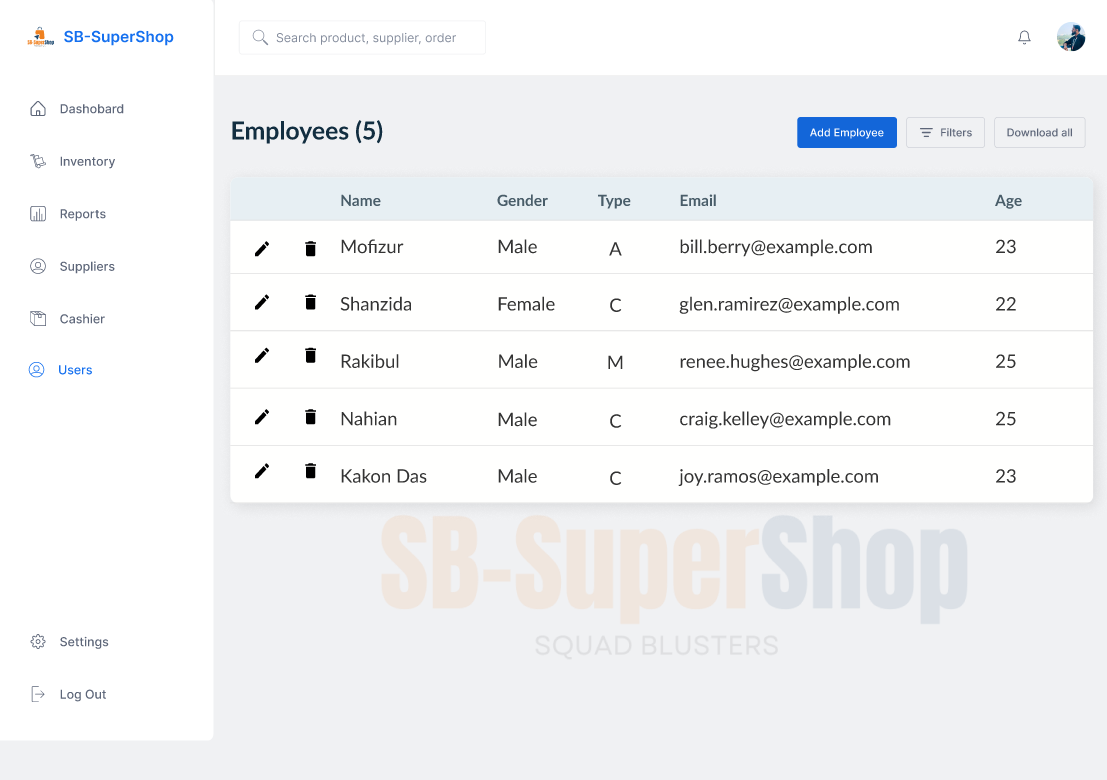 SB-SuperShop
SB-SuperShop
Search product, supplier, order
Dashobard
Inventory
Reports
Suppliers
Cashier
Users
Settings
Log Out
Employees (5)
Add Employee
Filters
Download all
Name Gender Type Email Age
Mofizur Male A bill.berry@example.com 23
Shanzida Female C glen.ramirez@example.com 22
Rakibul Male M renee.hughes@example.com 25
Nahian Male C craig.kelley@example.com 25
Kakon Das Male C joy.ramos@example.com 23
SB-SuperShop
SQUAD BLUSTERS